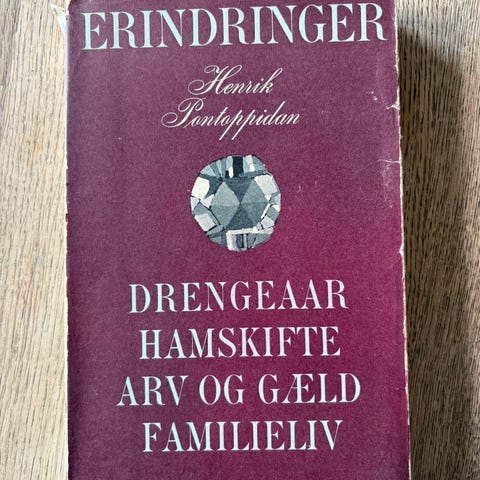 ERINDRINGER
Henrik
Pontoppidan
DRENGEAAR
HAMSKIFTE
ARV OG GÆLD
FAMILIELIV